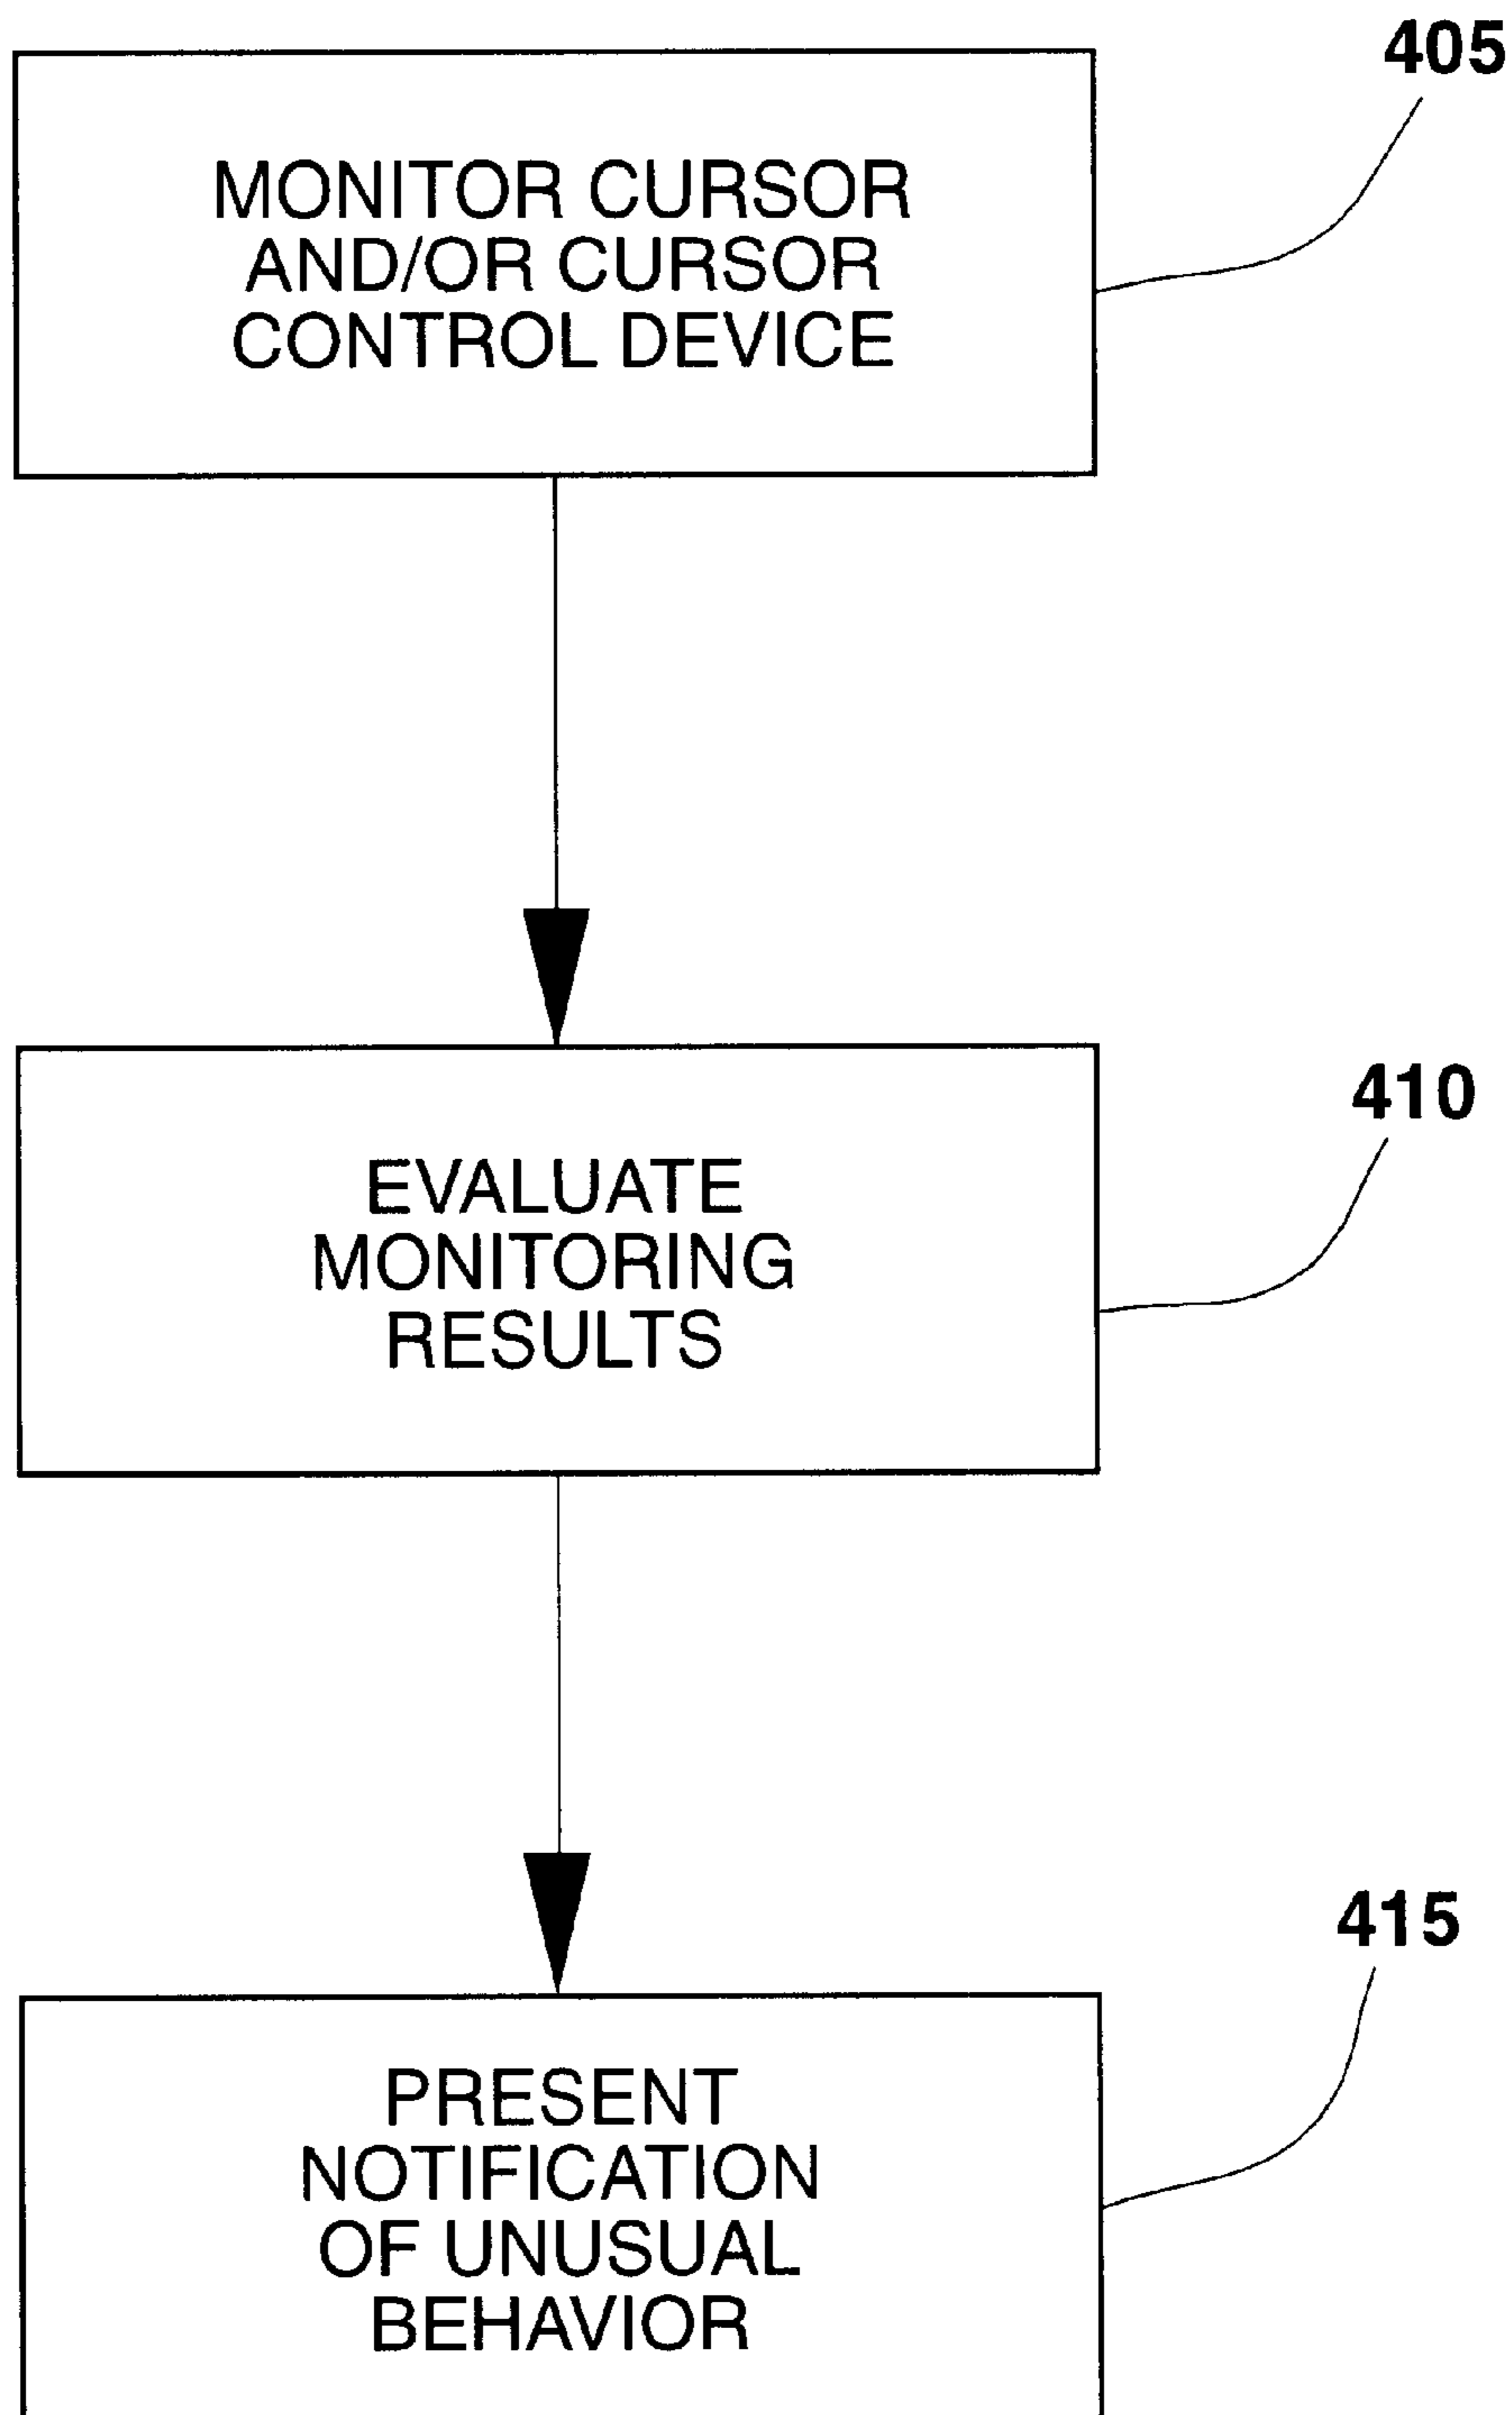 405
MONITOR CURSOR
AND/OR CURSOR
CONTROL DEVICE
410
EVALUATE
MONITORING
RESULTS
415
PRESENT
NOTIFICATION
OF UNUSUAL
BEHAVIOR